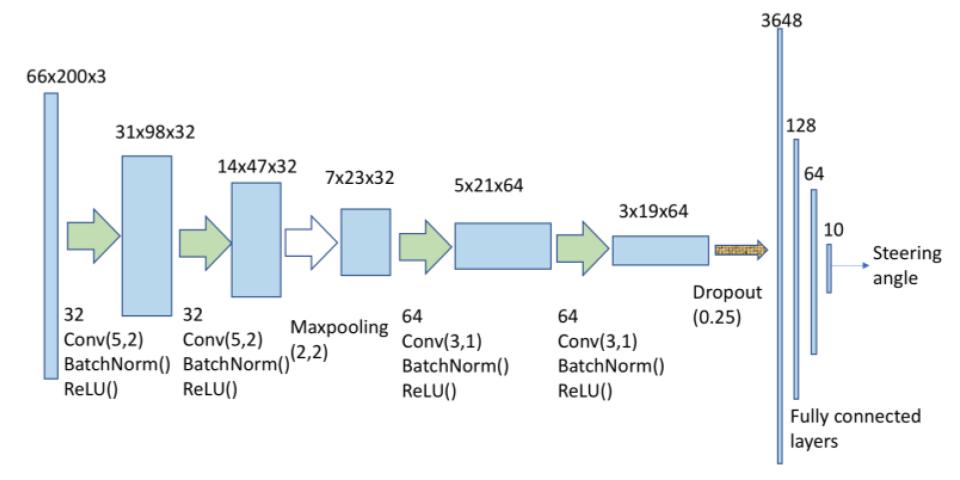 3648
66x200x3
31x98x32
14x47x32
7x23x32
5x21x64
3x19x64
128
64
10
Steering
angle
Dropout
(0.25)
32
Conv(5,2)
BatchNorm()
ReLU()
32
Conv(5,2)
BatchNorm()
ReLU()
Maxpooling
(2,2)
64
Conv(3,1)
BatchNorm()
ReLU()
64
Conv(3,1)
BatchNorm()
ReLU()
Fully connected
layers